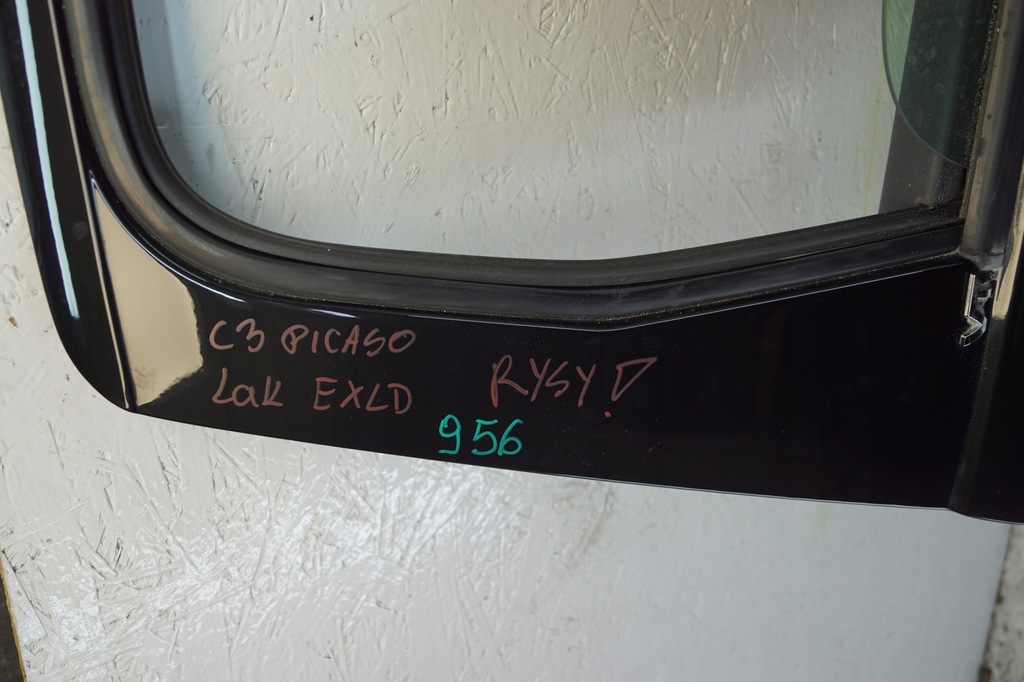 C3 PICASO
Lak EXLD
RYSY!
956